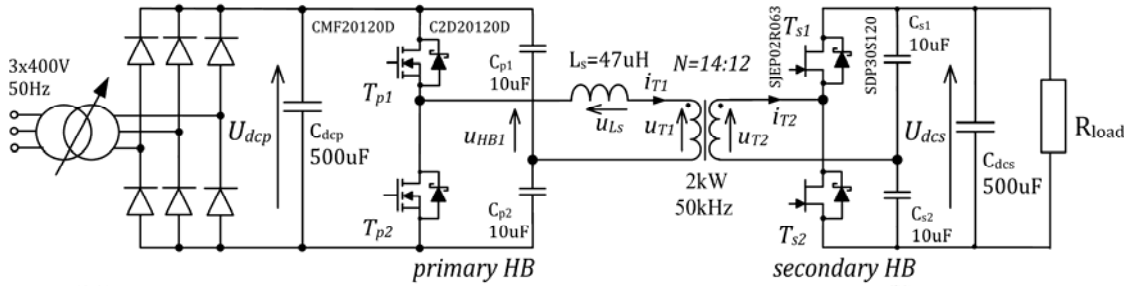 3x400V
50Hz
U_dcp
C_dcp
500uF
CMF20120D
C2D20120D
T_p1
T_p2
C_p1
10uF
C_p2
10uF
primary HB
u_HB1
L_s=47uH
u_Ls
i_T1
u_T1
N=14:12
u_T2
i_T2
2kW
50kHz
T_s1
SJEP02R063
T_s2
C_s1
10uF
SDP30S120
C_s2
10uF
secondary HB
U_dcs
C_dcs
500uF
R_load